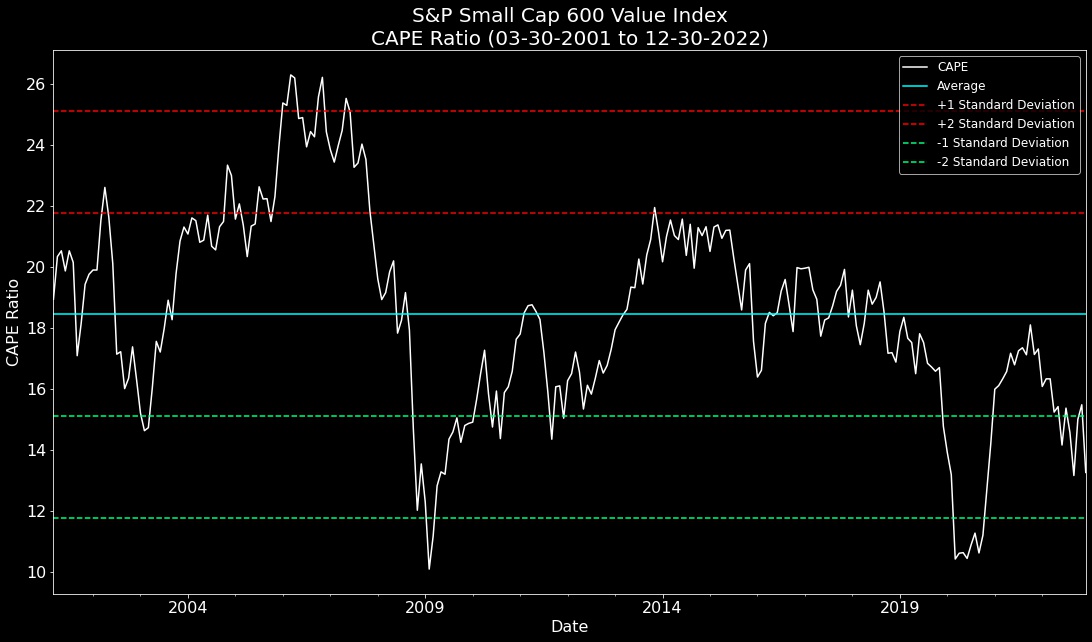 S&P Small Cap 600 Value Index
CAPE Ratio (03-30-2001 to 12-30-2022)
CAPE
Average
+1 Standard Deviation
+2 Standard Deviation
-1 Standard Deviation
-2 Standard Deviation
CAPE Ratio
26
24
22
20
18
16
14
12
10
2004
2009
2014
2019
Date